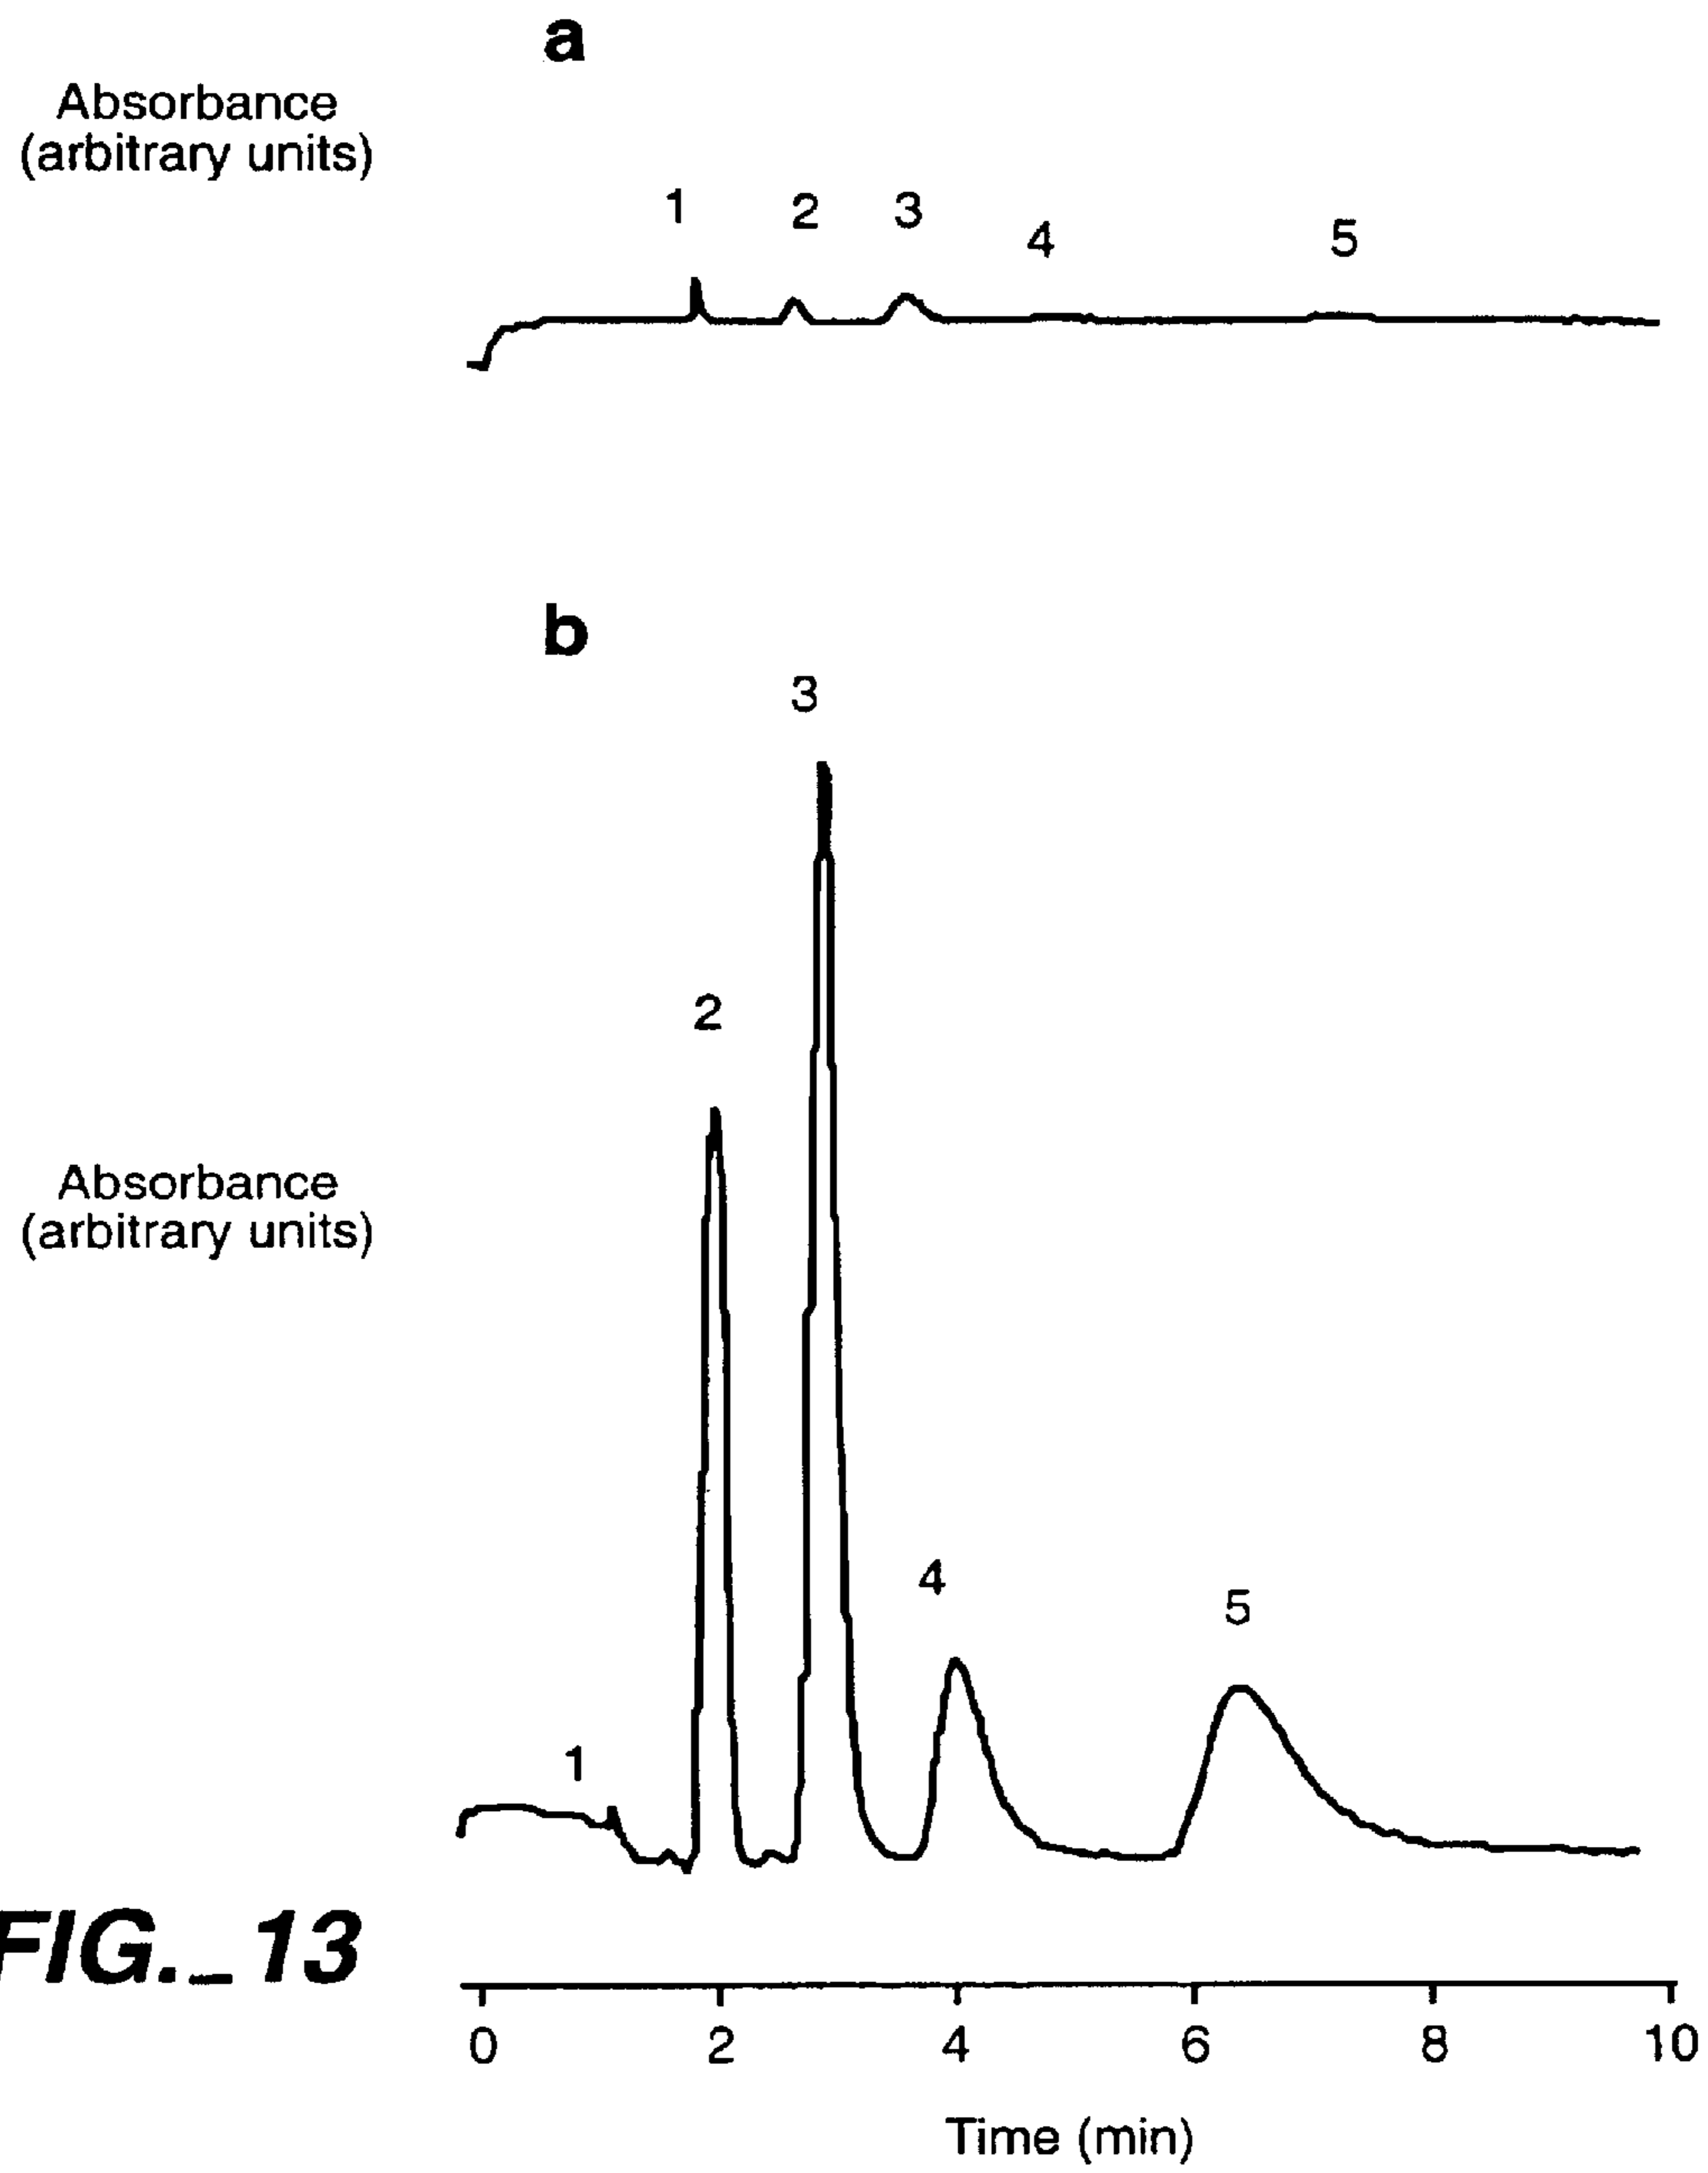 a
Absorbance
(arbitrary units)
1 2 3 4 5
b
3
2
Absorbance
(arbitrary units)
4
5
1
FIG._13
0 2 4 6 8 10
Time (min)